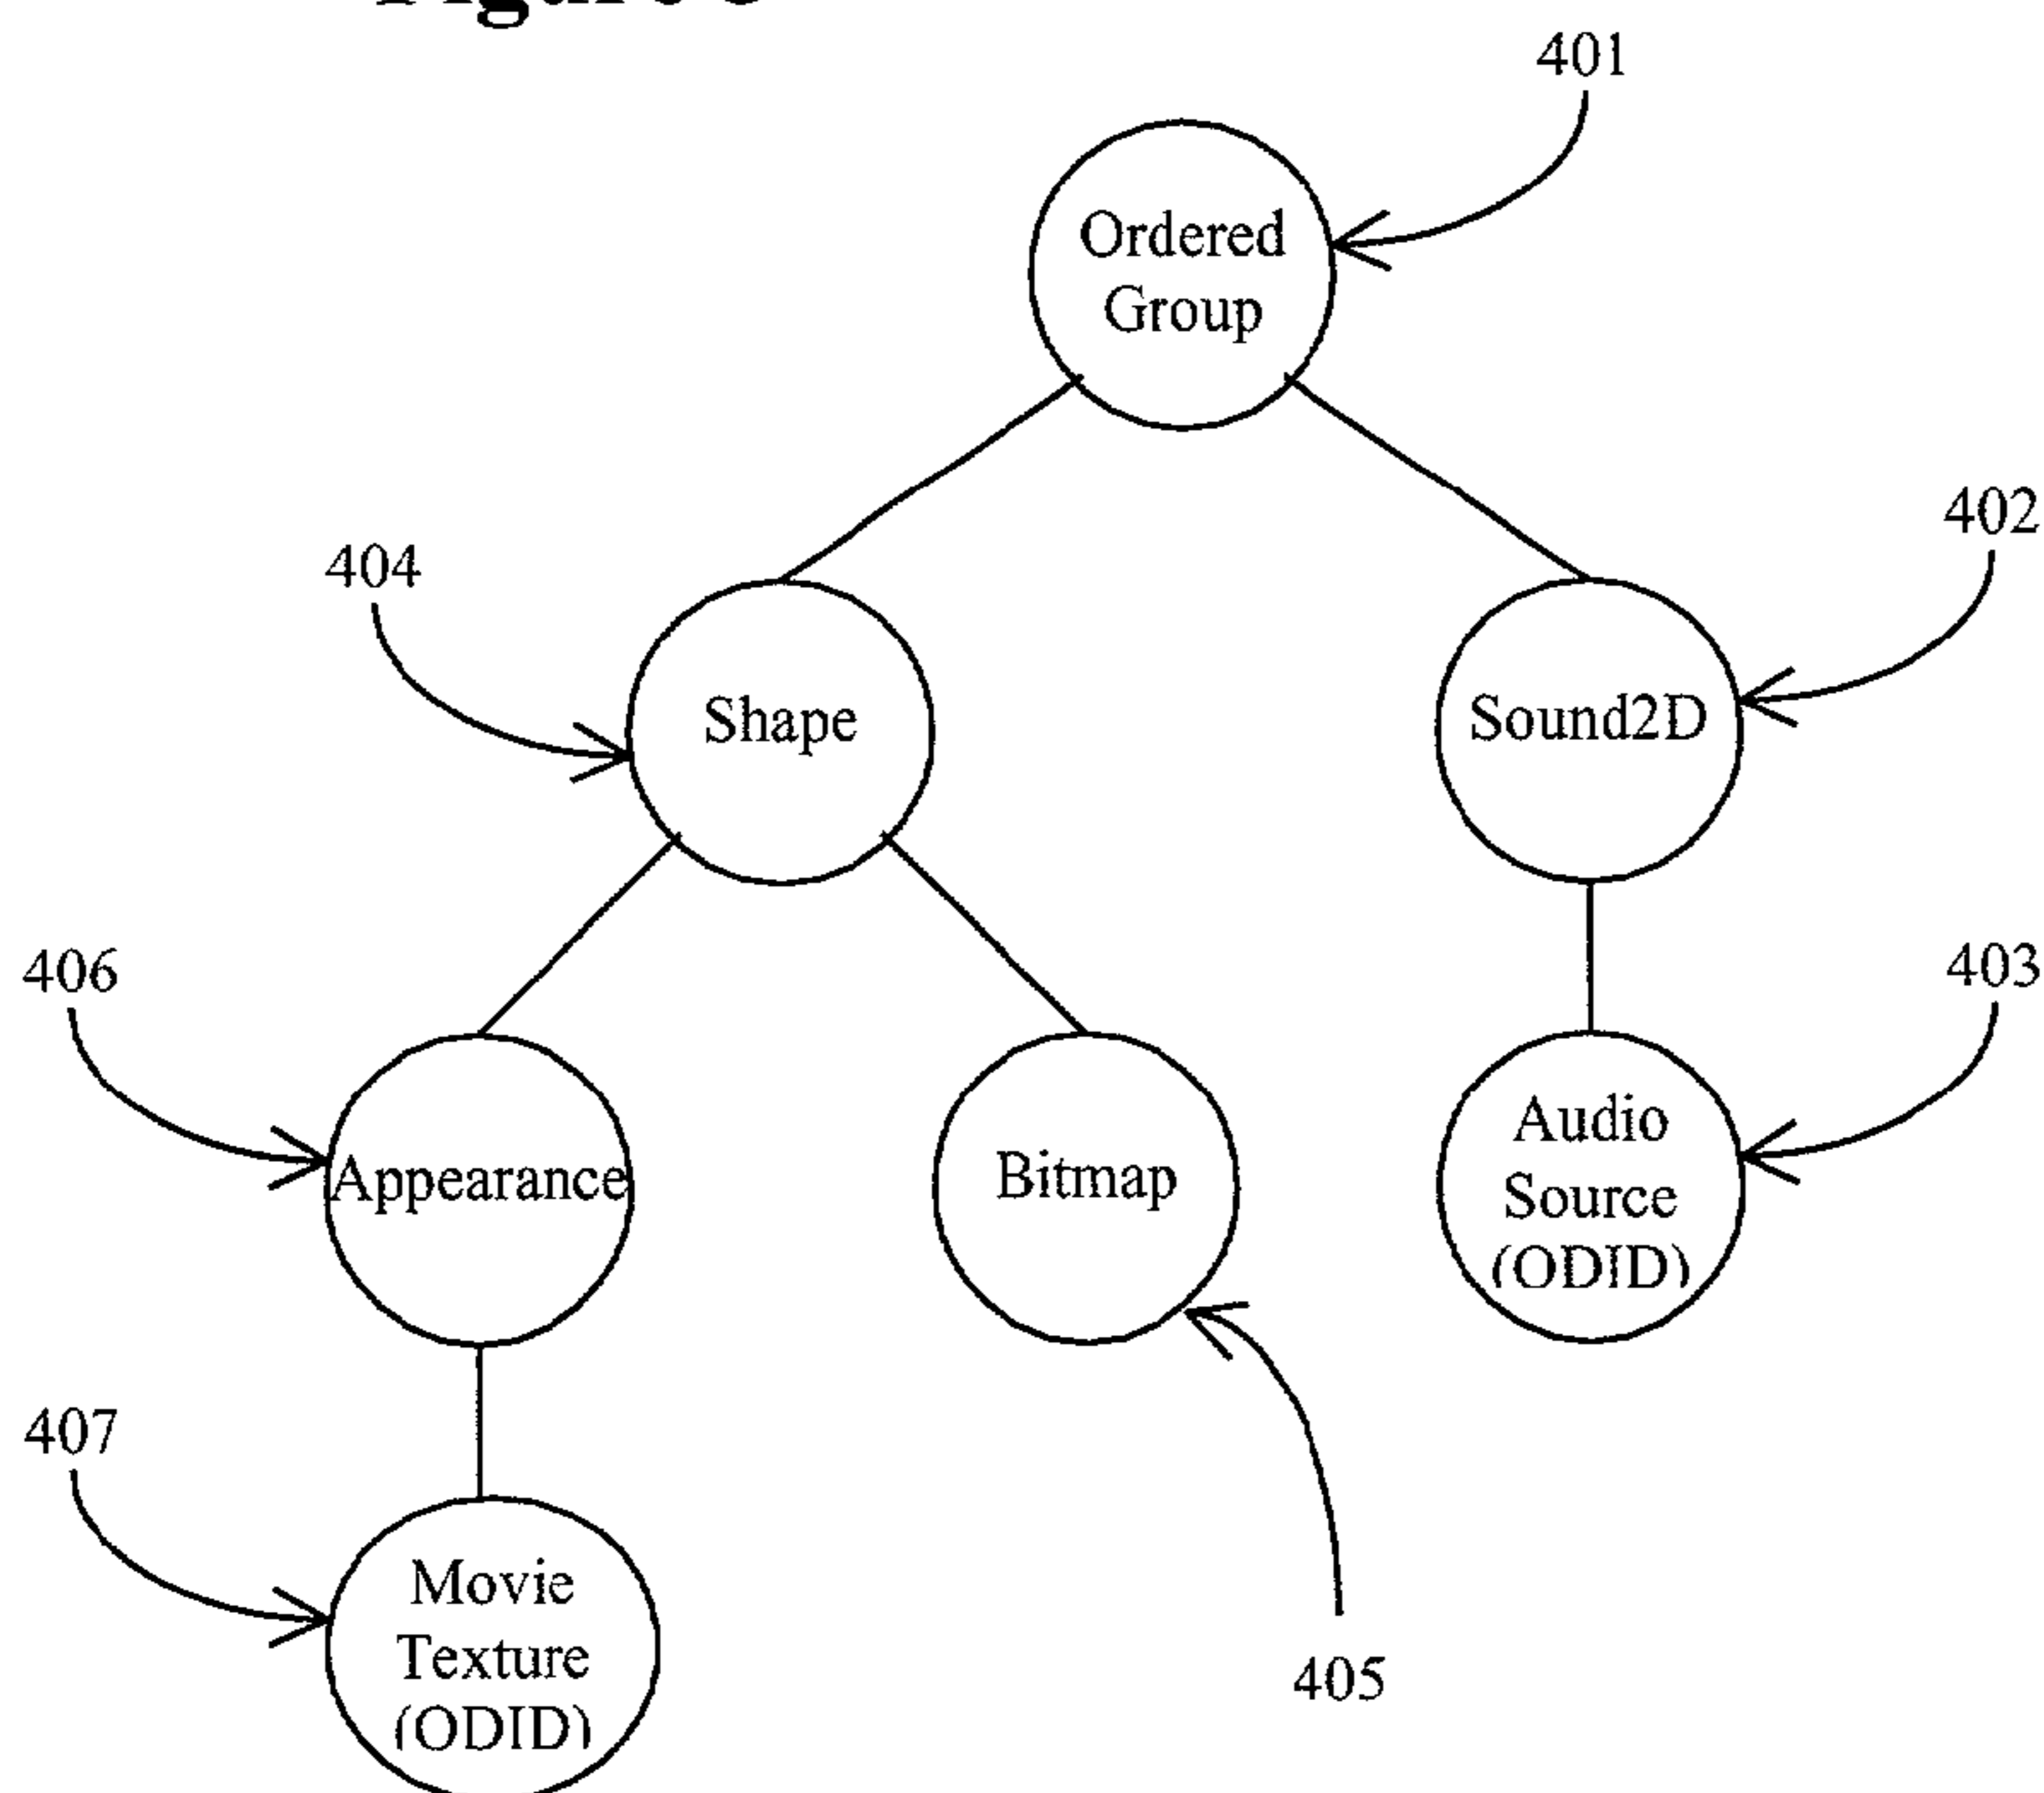 401
Ordered
Group
402
404
Shape
Sound2D
406
403
Appearance
Bitmap
Audio
Source
(ODID)
407
Movie
Texture
(ODID)
405